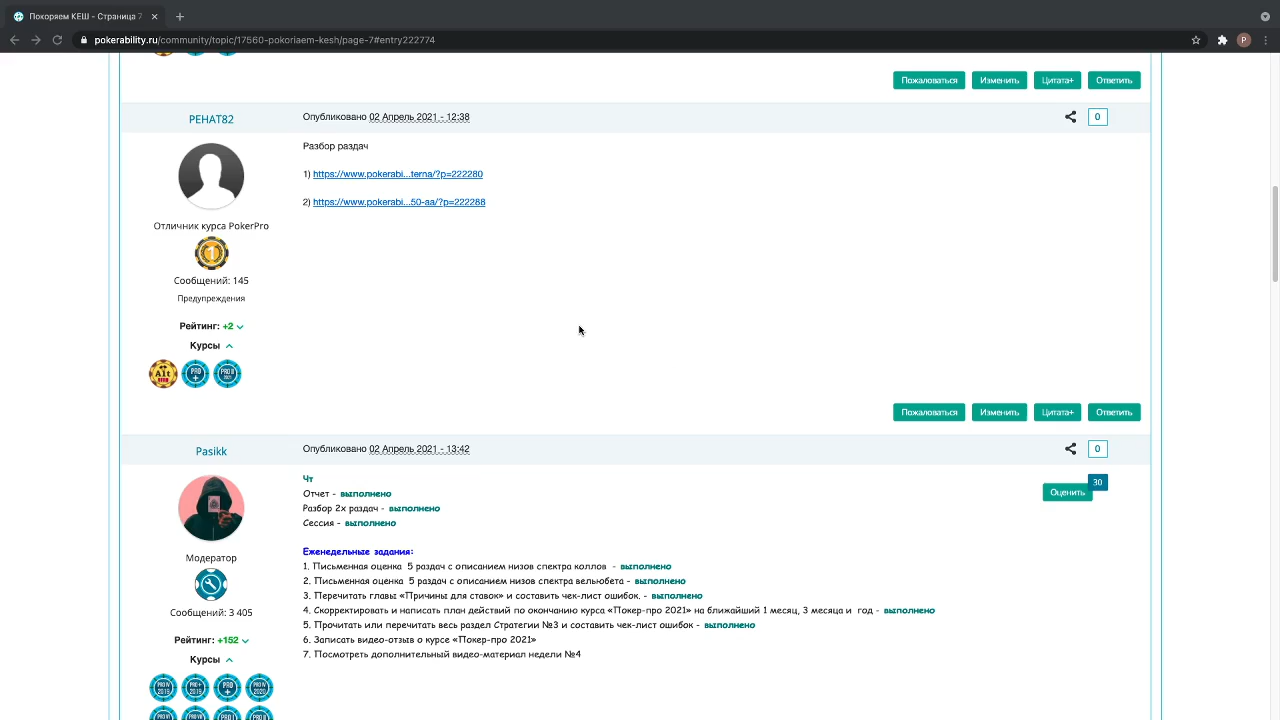 Покоряем КЕШ - Страница 7
pokerability.ru/community/topic/17560-pokoriaem-kesh/page-7#entry222774
P
Пожаловаться Изменить Цитата+ Ответить
РЕНАТ82
Опубликовано 02 Апрель 2021 - 12:38
0
Разбор раздач
1) https://www.pokerabi...terna/?p=222280
2) https://www.pokerabi...50-aa/?p=222288
Отличник курса PokerPro
1
Сообщений: 145
Предупреждения
Рейтинг: +2
Курсы
Alt
PRO +
PRO II 2021
Пожаловаться Изменить Цитата+ Ответить
Pasikk
Опубликовано 02 Апрель 2021 - 13:42
0
Чт
30
Оценить
Отчет - выполнено
Разбор 2х раздач - выполнено
Сессия - выполнено
Еженедельные задания:
1. Письменная оценка 5 раздач с описанием низов спектра коллов - выполнено
2. Письменная оценка 5 раздач с описанием низов спектра вельюбета - выполнено
3. Перечитать главы «Причины для ставок» и составить чек-лист ошибок. - выполнено
4. Скорректировать и написать план действий по окончанию курса «Покер-про 2021» на ближайший 1 месяц, 3 месяца и год - выполнено
5. Прочитать или перечитать весь раздел Стратегии №3 и составить чек-лист ошибок - выполнено
6. Записать видео-отзыв о курсе «Покер-про 2021»
7. Посмотреть дополнительный видео-материал недели №4
Модератор
Сообщений: 3 405
Рейтинг: +152
Курсы